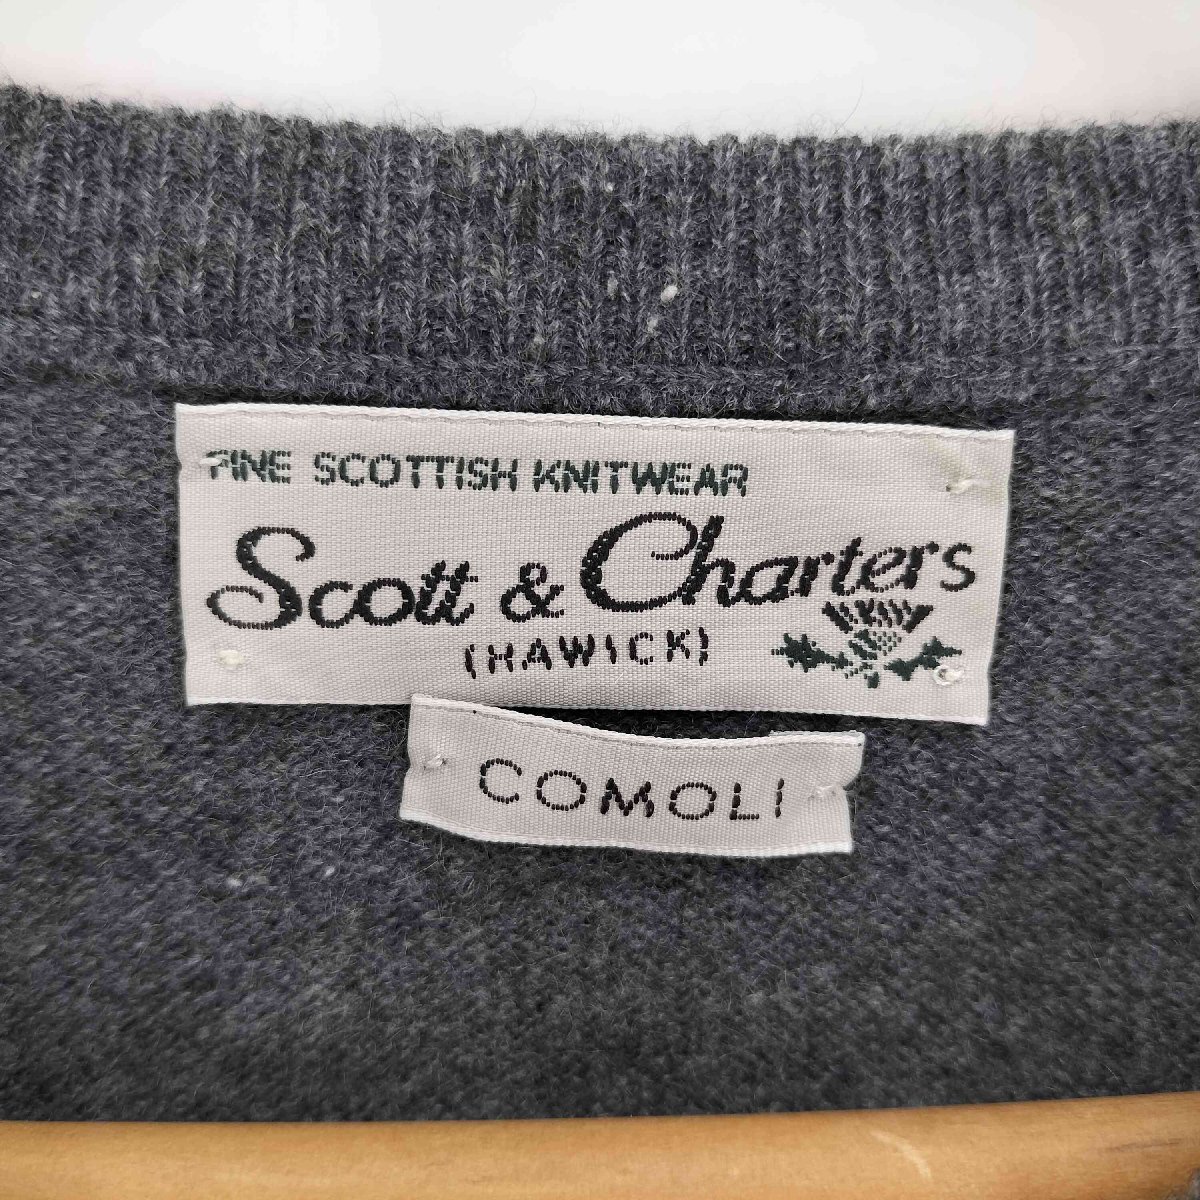 FINE SCOTTISH KNITWEAR
Scott & Charters
(HAWICK)
COMOLI